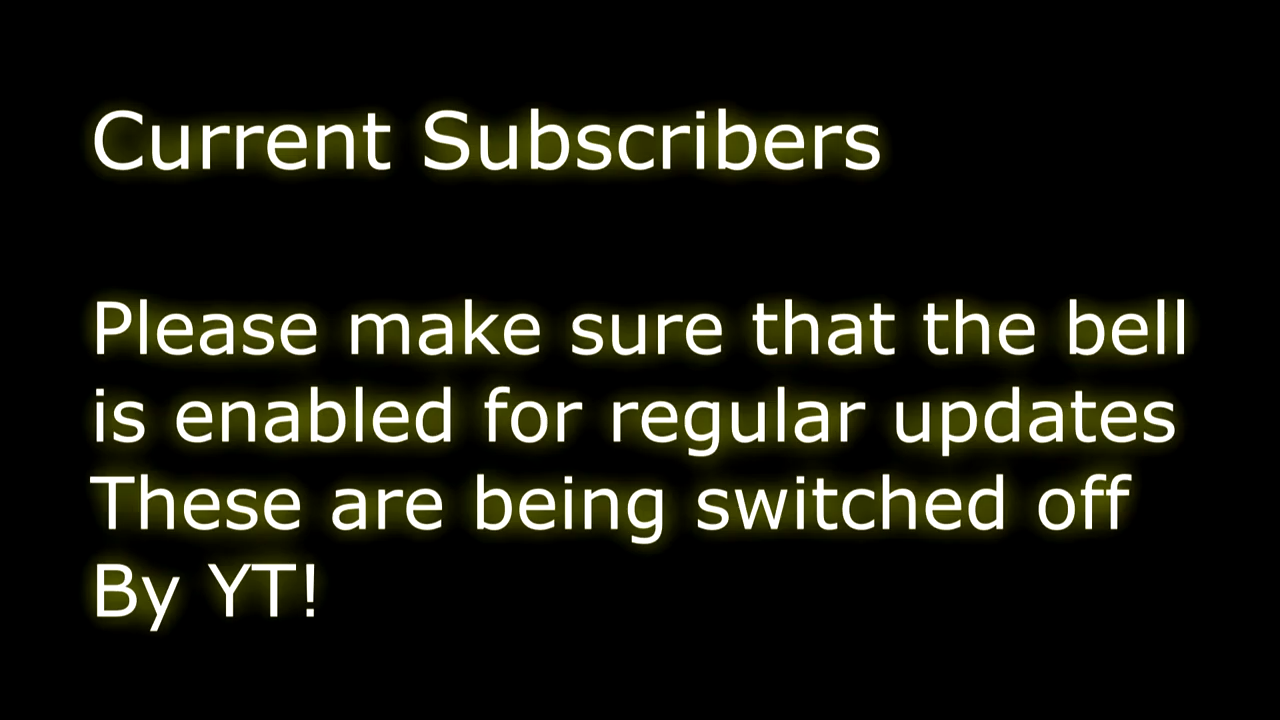 Current Subscribers
Please make sure that the bell
is enabled for regular updates
These are being switched off
By YT!